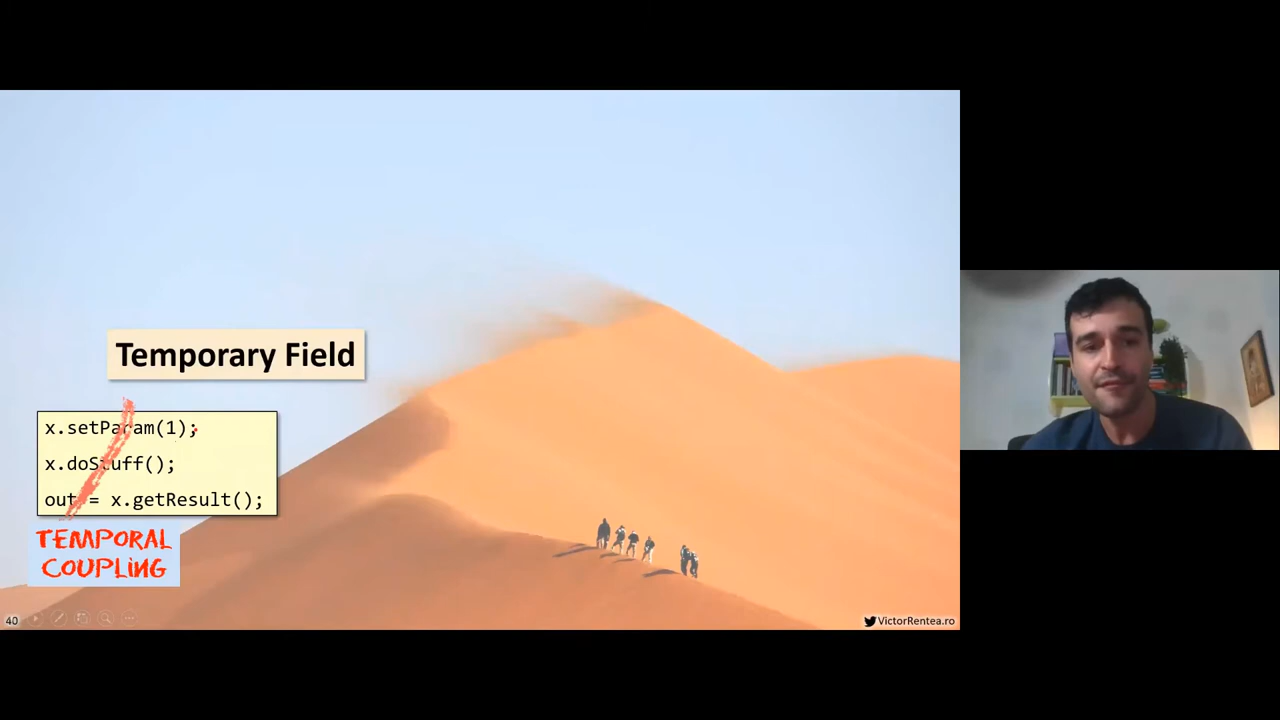 Temporary Field
x.setParam(1);
x.doStuff();
out = x.getResult();
TEMPORAL
COUPLING
40
VictorRentea.ro